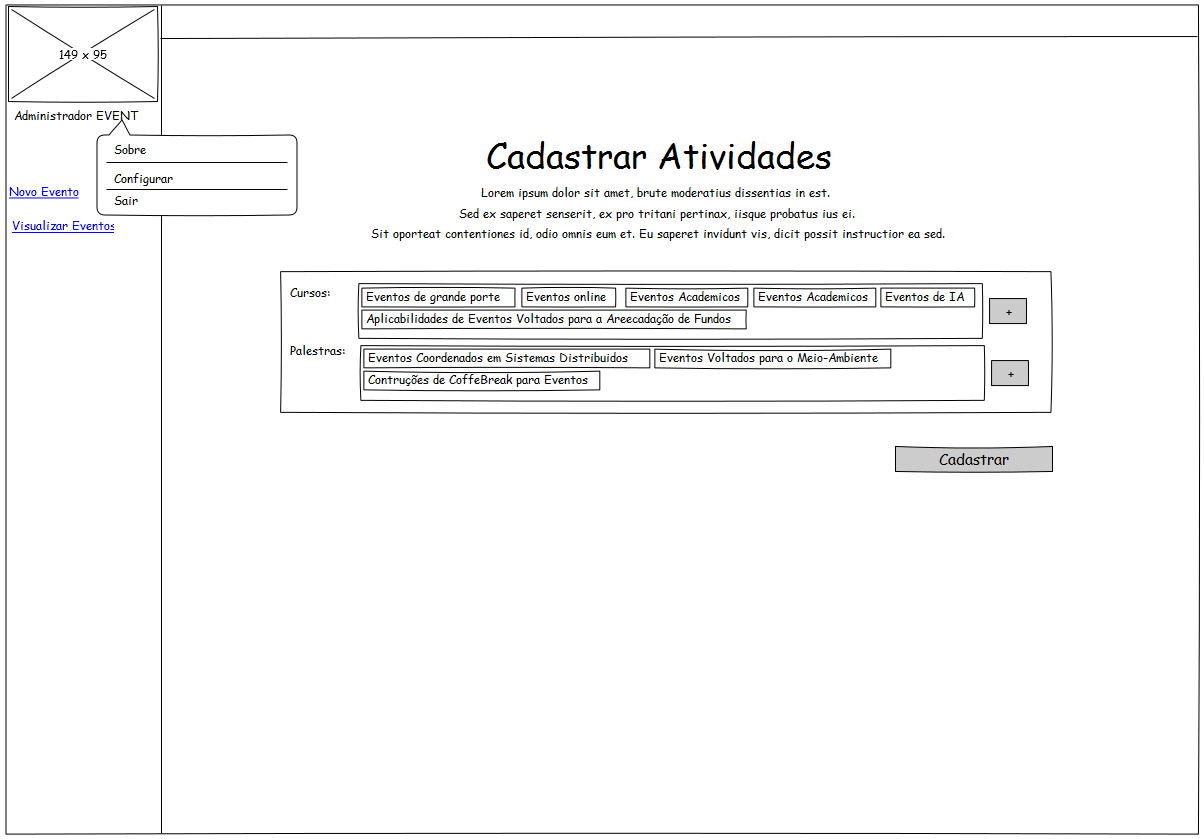 149 x 95
Administrador EVENT
Sobre
Configurar
Sair
Novo Evento
Visualizar Eventos
Cadastrar Atividades
Lorem ipsum dolor sit amet, brute moderatius dissentias in est.
Sed ex saperet senserit, ex pro tritani pertinax, iisque probatus ius ei.
Sit oporteat contentiones id, odio omnis eum et. Eu saperet invidunt vis, dicit possit instructior ea sed.
Cursos: Eventos de grande porte Eventos online Eventos Academicos Eventos Academicos Eventos de IA +
Aplicabilidades de Eventos Voltados para a Areecadação de Fundos
Palestras: Eventos Coordenados em Sistemas Distribuidos Eventos Voltados para o Meio-Ambiente +
Contruções de CoffeBreak para Eventos
Cadastrar